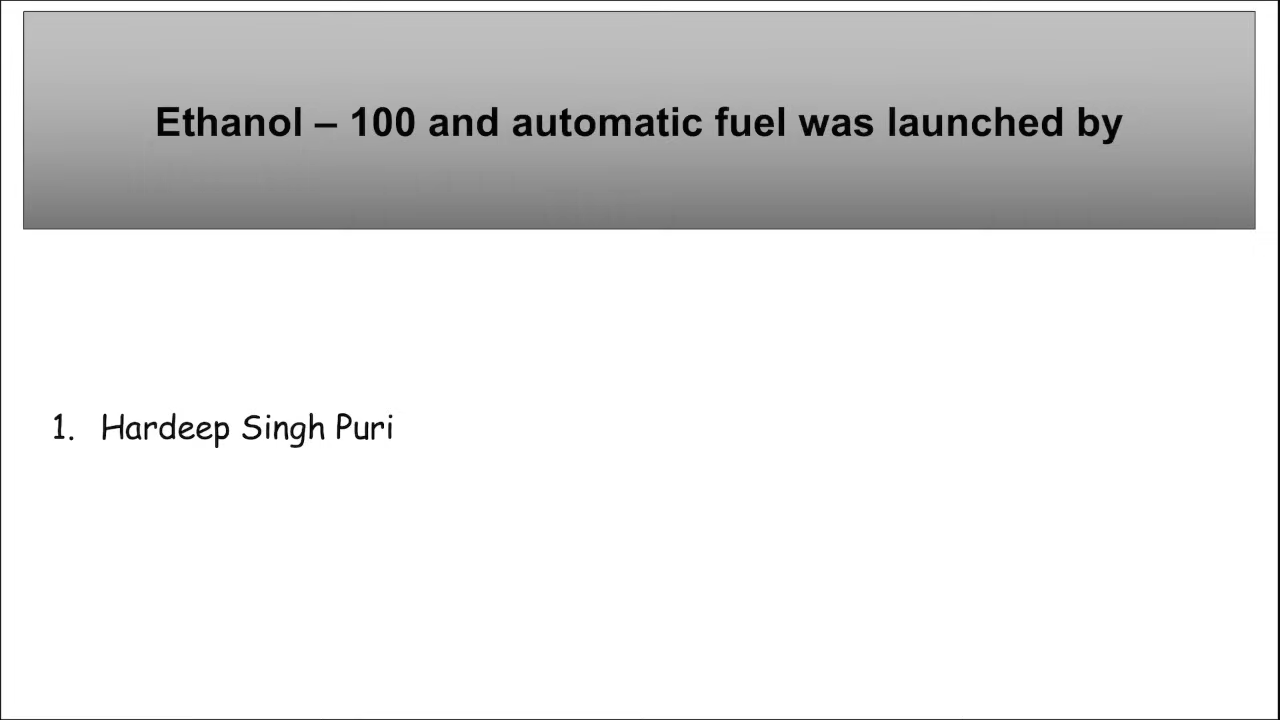 Ethanol – 100 and automatic fuel was launched by
1. Hardeep Singh Puri